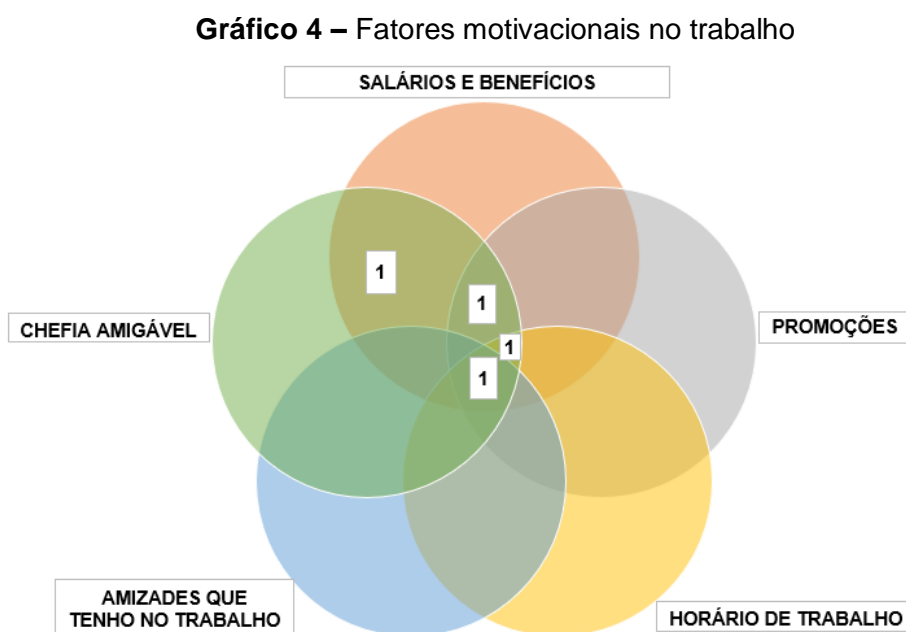 Gráfico 4 – Fatores motivacionais no trabalho
SALÁRIOS E BENEFÍCIOS
1
1
CHEFIA AMIGÁVEL
PROMOÇÕES
1
1
AMIZADES QUE
TENHO NO TRABALHO
HORÁRIO DE TRABALHO